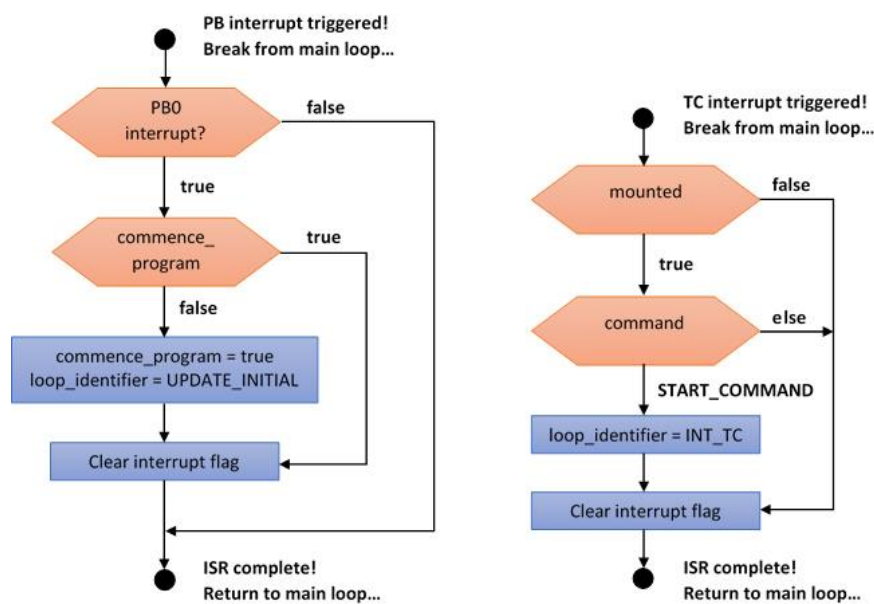 PB interrupt triggered!
Break from main loop...
PB0
interrupt?
false
true
commence_
program
true
false
commence_program = true
loop_identifier = UPDATE_INITIAL
Clear interrupt flag
ISR complete!
Return to main loop...
TC interrupt triggered!
Break from main loop...
mounted
false
true
command
else
START_COMMAND
loop_identifier = INT_TC
Clear interrupt flag
ISR complete!
Return to main loop...